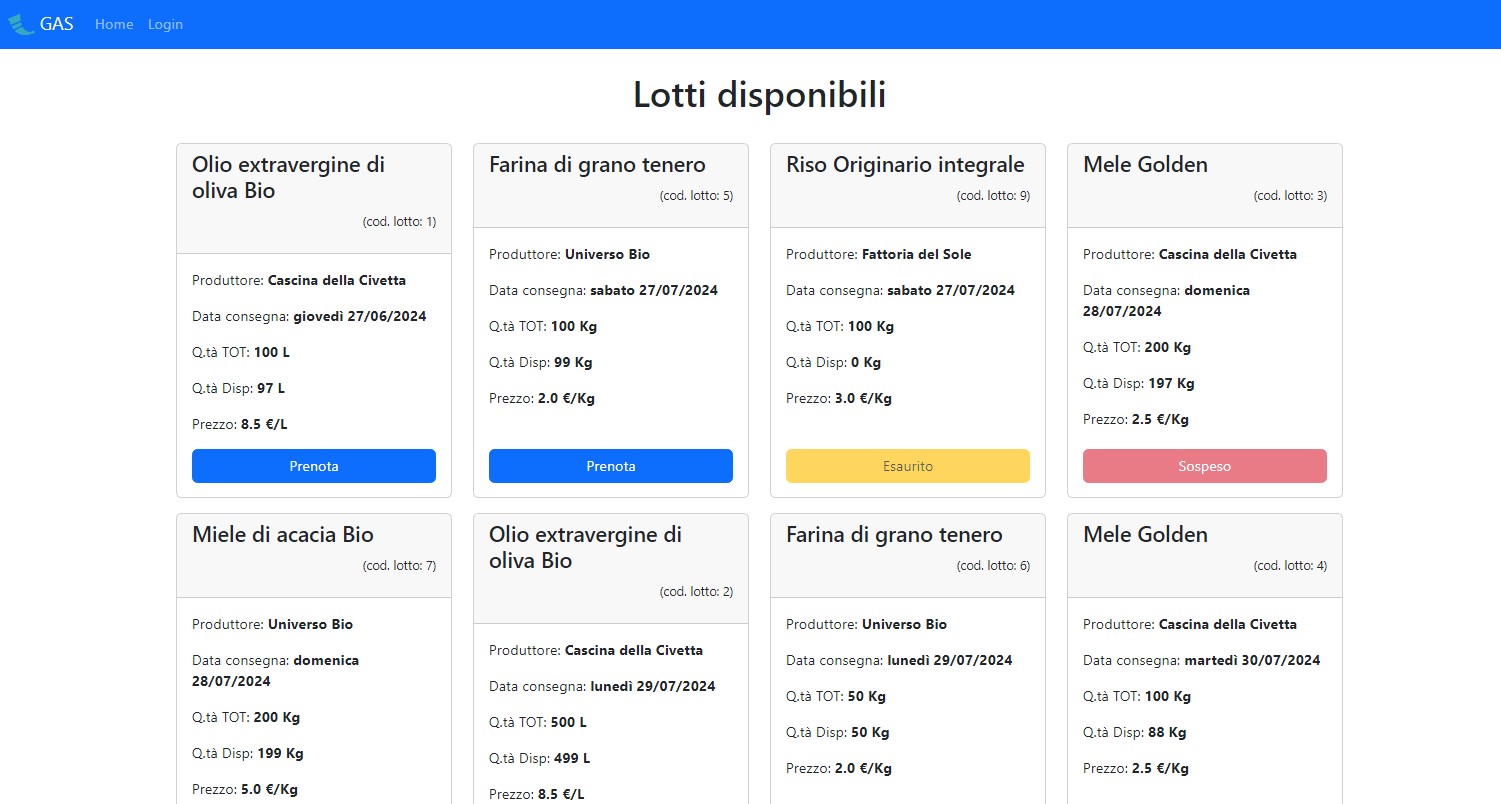 GAS Home Login
Lotti disponibili
Olio extravergine di
oliva Bio
(cod. lotto: 1)
Produttore: Cascina della Civetta
Data consegna: giovedì 27/06/2024
Q.tà TOT: 100 L
Q.tà Disp: 97 L
Prezzo: 8.5 €/L
Prenota
Farina di grano tenero
(cod. lotto: 5)
Produttore: Universo Bio
Data consegna: sabato 27/07/2024
Q.tà TOT: 100 Kg
Q.tà Disp: 99 Kg
Prezzo: 2.0 €/Kg
Prenota
Riso Originario integrale
(cod. lotto: 9)
Produttore: Fattoria del Sole
Data consegna: sabato 27/07/2024
Q.tà TOT: 100 Kg
Q.tà Disp: 0 Kg
Prezzo: 3.0 €/Kg
Esaurito
Mele Golden
(cod. lotto: 3)
Produttore: Cascina della Civetta
Data consegna: domenica
28/07/2024
Q.tà TOT: 200 Kg
Q.tà Disp: 197 Kg
Prezzo: 2.5 €/Kg
Sospeso
Miele di acacia Bio
(cod. lotto: 7)
Produttore: Universo Bio
Data consegna: domenica
28/07/2024
Q.tà TOT: 200 Kg
Q.tà Disp: 199 Kg
Prezzo: 5.0 €/Kg
Olio extravergine di
oliva Bio
(cod. lotto: 2)
Produttore: Cascina della Civetta
Data consegna: lunedì 29/07/2024
Q.tà TOT: 500 L
Q.tà Disp: 499 L
Prezzo: 8.5 €/L
Farina di grano tenero
(cod. lotto: 6)
Produttore: Universo Bio
Data consegna: lunedì 29/07/2024
Q.tà TOT: 50 Kg
Q.tà Disp: 50 Kg
Prezzo: 2.0 €/Kg
Mele Golden
(cod. lotto: 4)
Produttore: Cascina della Civetta
Data consegna: martedì 30/07/2024
Q.tà TOT: 100 Kg
Q.tà Disp: 88 Kg
Prezzo: 2.5 €/Kg